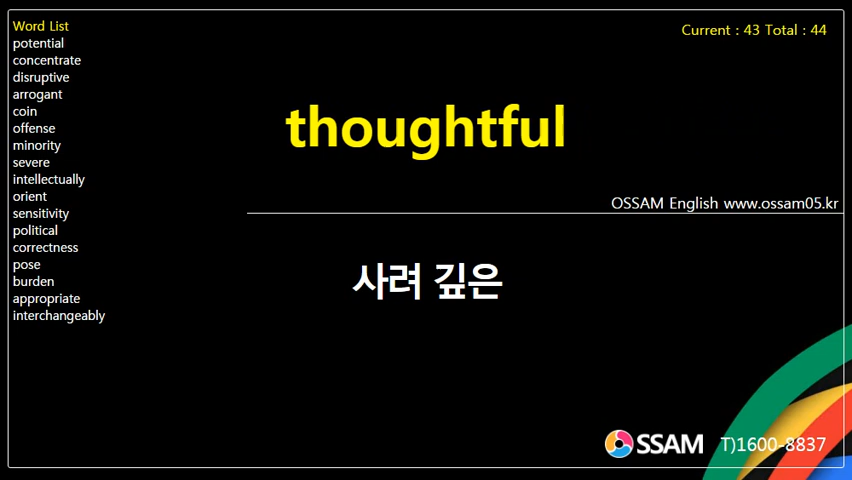 Word List
potential
concentrate
disruptive
arrogant
coin
offense
minority
severe
intellectually
orient
sensitivity
political
correctness
pose
burden
appropriate
interchangeably
Current : 43 Total : 44
thoughtful
OSSAM English www.ossam05.kr
사려 깊은
OSSAM T)1600-8837